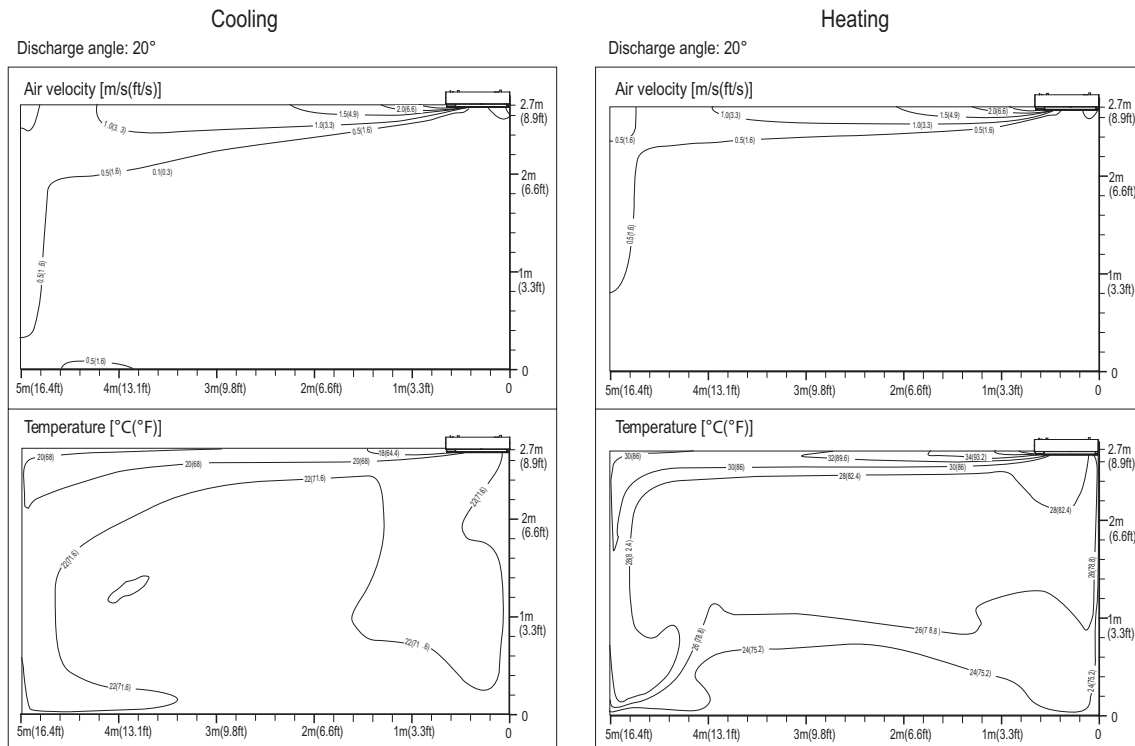 Cooling
Discharge angle: 20°
Air velocity [m/s(ft/s)]
2.0(6.6)
1.5(4.9)
1.0(3. 3)
1.0(3.3)
0.5(1.6)
0.5(1.6)
0.1(0.3)
0.5(1 .6)
0.5(1.6)
2.7m
(8.9ft)
2m
(6.6ft)
1m
(3.3ft)
0
5m(16.4ft) 4m(13.1ft) 3m(9.8ft) 2m(6.6ft) 1m(3.3ft) 0
Temperature [°C(°F)]
18(64.4)
20(68)
20(68)
22(71.6)
22(71.6)
22(71.6)
22(71 .6)
22(71.6)
2.7m
(8.9ft)
2m
(6.6ft)
1m
(3.3ft)
0
5m(16.4ft) 4m(13.1ft) 3m(9.8ft) 2m(6.6ft) 1m(3.3ft) 0
Heating
Discharge angle: 20°
Air velocity [m/s(ft/s)]
2.0(6.6)
1.5(4.9)
1.0(3.3)
1.0(3.3)
0.5(1.6)
0.5(1.6)
0.5(1.6)
0.5(1.6)
2.7m
(8.9ft)
2m
(6.6ft)
1m
(3.3ft)
0
5m(16.4ft) 4m(13.1ft) 3m(9.8ft) 2m(6.6ft) 1m(3.3ft) 0
Temperature [°C(°F)]
30(86)
32(89.6)
34(93.2)
30(86)
28(82.4)
28(82.4)
28(8 2.4)
26(78.8)
26(78.8)
26(7 8 .8)
24(75.2)
24(75.2)
24(75.2)
2.7m
(8.9ft)
2m
(6.6ft)
1m
(3.3ft)
0
5m(16.4ft) 4m(13.1ft) 3m(9.8ft) 2m(6.6ft) 1m(3.3ft) 0